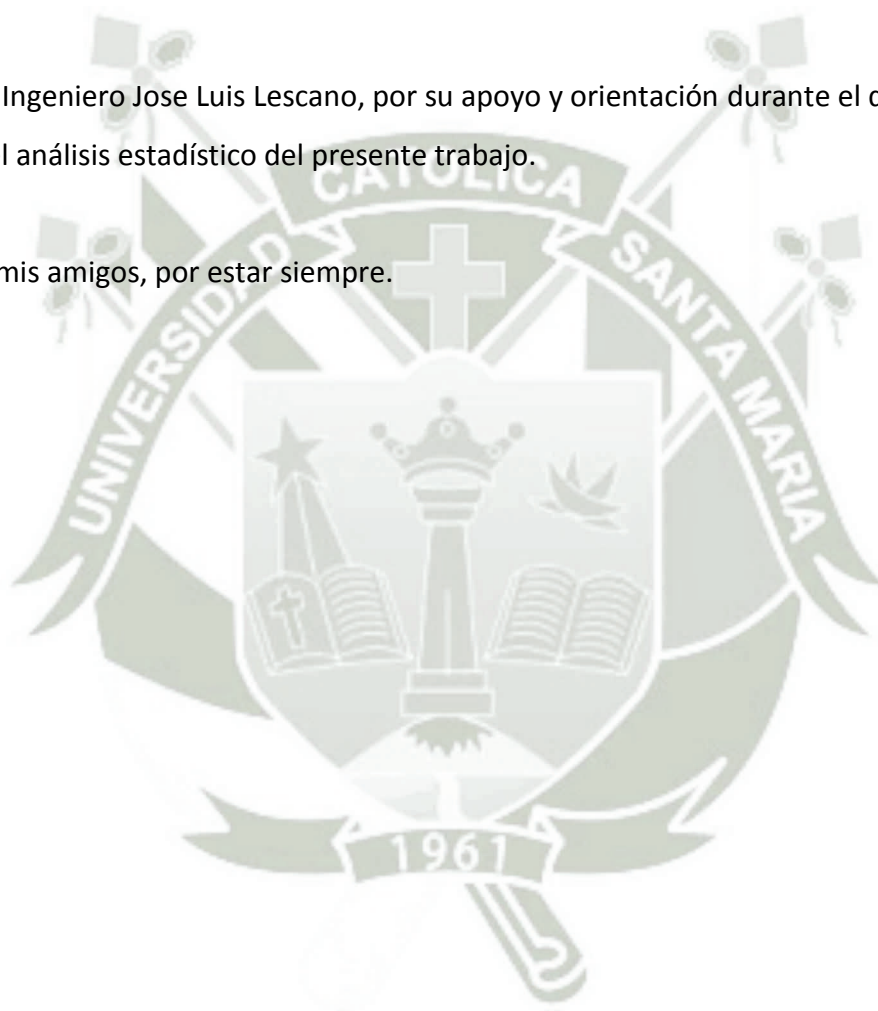 Ingeniero Jose Luis Lescano, por su apoyo y orientación durante el
l análisis estadístico del presente trabajo.
mis amigos, por estar siempre.
UNIVERSIDAD CATOLICA SANTA MARIA
1961